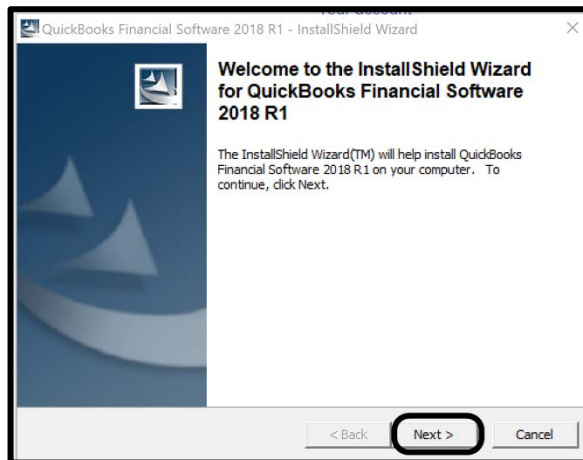 Your account
QuickBooks Financial Software 2018 R1 - InstallShield Wizard
Welcome to the InstallShield Wizard
for QuickBooks Financial Software
2018 R1
The InstallShield Wizard(TM) will help install QuickBooks
Financial Software 2018 R1 on your computer. To
continue, click Next.
< Back Next > Cancel